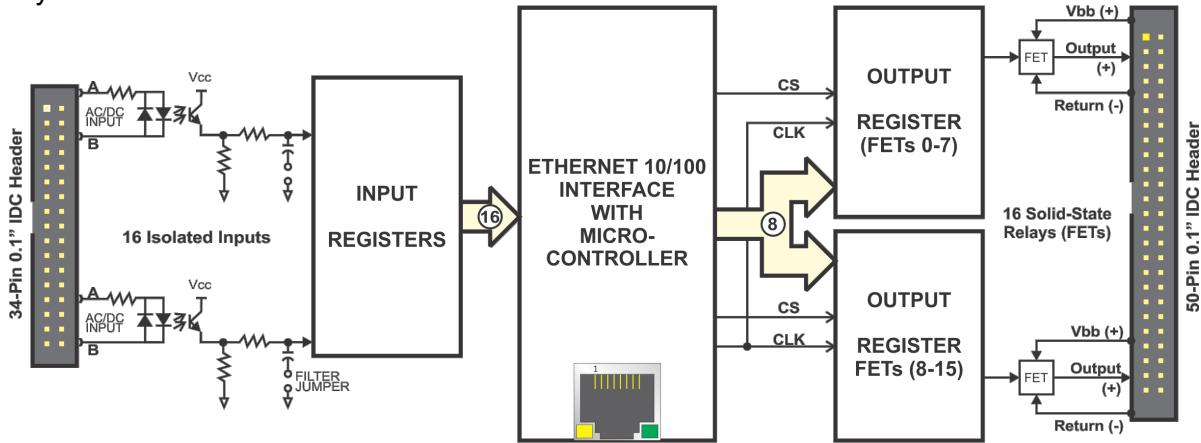 34-Pin 0.1" IDC Header
A
AC/DC
INPUT
B
Vcc
16 Isolated Inputs
A
AC/DC
INPUT
B
Vcc
FILTER
JUMPER
INPUT
REGISTERS
16
ETHERNET 10/100
INTERFACE
WITH
MICRO-
CONTROLLER
1
CS
CLK
8
CS
CLK
OUTPUT
REGISTER
(FETs 0-7)
OUTPUT
REGISTER
FETs (8-15)
Vbb (+)
FET
Output
(+)
Return (-)
16 Solid-State
Relays (FETs)
Vbb (+)
FET
Output
(+)
Return (-)
50-Pin 0.1" IDC Header